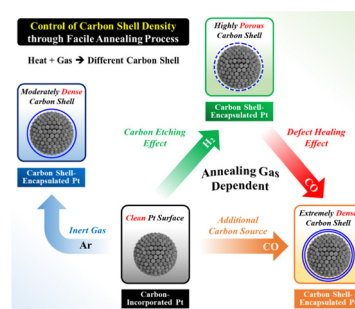 Control of Carbon Shell Density
through Facile Annealing Process
Heat + Gas → Different Carbon Shell
Highly Porous
Carbon Shell
Carbon Shell-
Encapsulated Pt
Moderately Dense
Carbon Shell
Carbon Shell-
Encapsulated Pt
Carbon Etching
Effect
H2
Defect Healing
Effect
CO
Annealing Gas
Dependent
Inert Gas
Ar
Clean Pt Surface
Carbon-
Incorporated Pt
Additional
Carbon Source
CO
Extremely Dense
Carbon Shell
Carbon Shell-
Encapsulated Pt